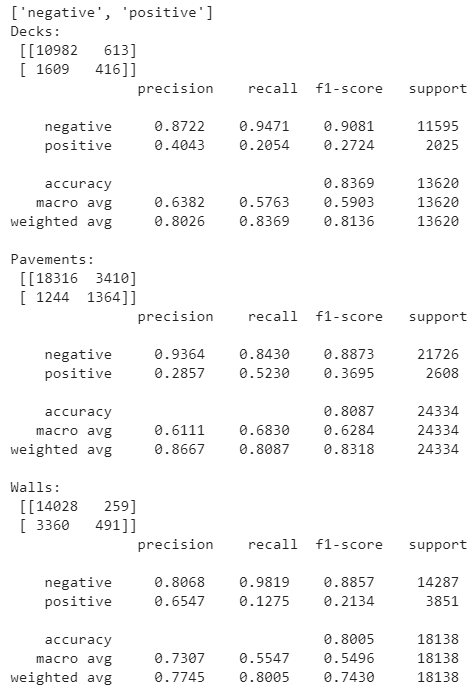 ['negative', 'positive']
Decks:
[[10982 613]
[ 1609 416]]
precision recall f1-score support
negative 0.8722 0.9471 0.9081 11595
positive 0.4043 0.2054 0.2724 2025
accuracy 0.8369 13620
macro avg 0.6382 0.5763 0.5903 13620
weighted avg 0.8026 0.8369 0.8136 13620
Pavements:
[[18316 3410]
[ 1244 1364]]
precision recall f1-score support
negative 0.9364 0.8430 0.8873 21726
positive 0.2857 0.5230 0.3695 2608
accuracy 0.8087 24334
macro avg 0.6111 0.6830 0.6284 24334
weighted avg 0.8667 0.8087 0.8318 24334
Walls:
[[14028 259]
[ 3360 491]]
precision recall f1-score support
negative 0.8068 0.9819 0.8857 14287
positive 0.6547 0.1275 0.2134 3851
accuracy 0.8005 18138
macro avg 0.7307 0.5547 0.5496 18138
weighted avg 0.7745 0.8005 0.7430 18138